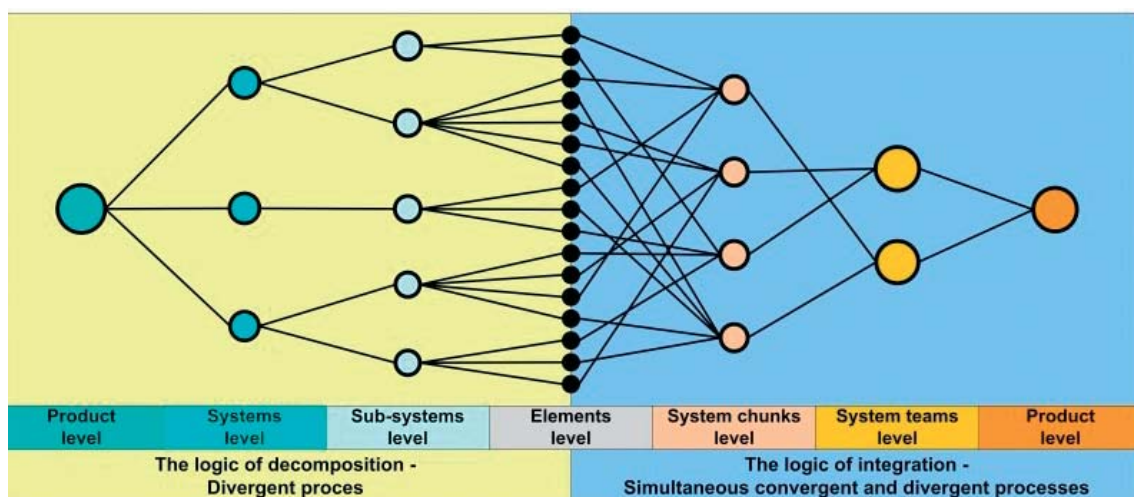 Product level
Systems level
Sub-systems level
Elements level
System chunks level
System teams level
Product level
The logic of decomposition -
Divergent proces
The logic of integration -
Simultaneous convergent and divergent processes